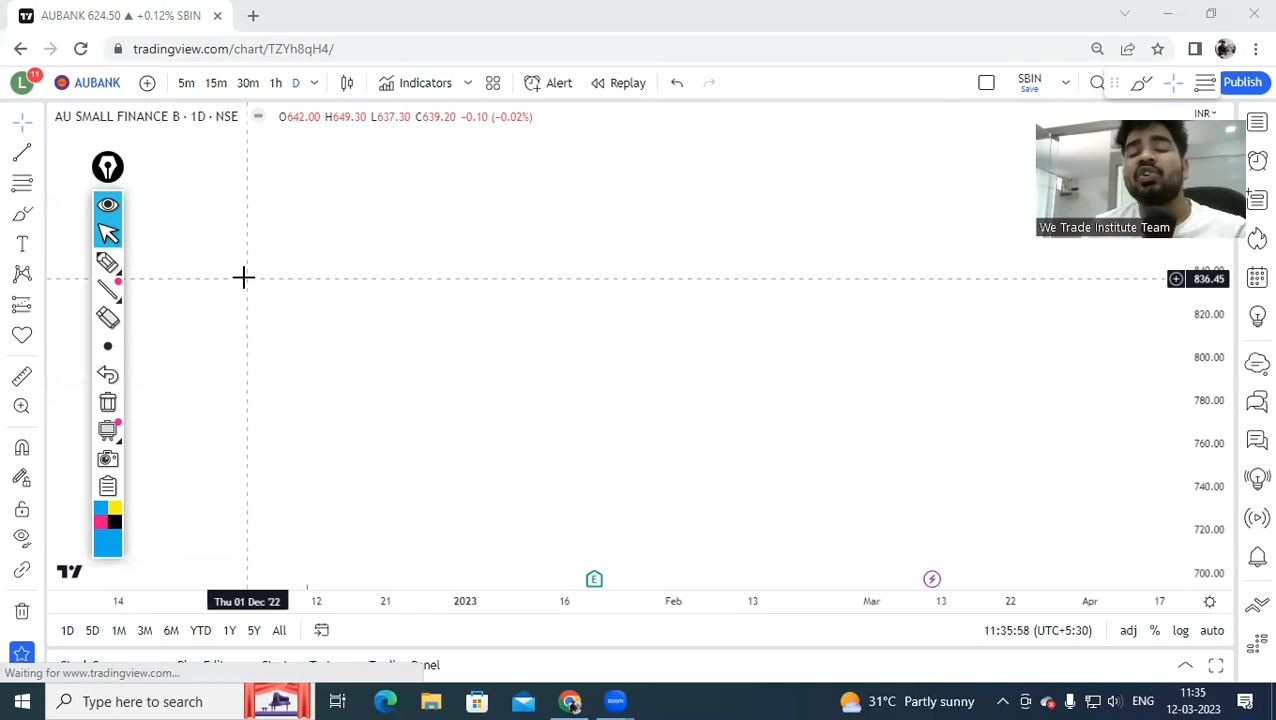 AUBANK 624.50 ▲ +0.12% SBIN
tradingview.com/chart/TZYh8qH4/
L 11 AUBANK 5m 15m 30m 1h D Indicators Alert Replay SBIN Save Publish
AU SMALL FINANCE B · 1D · NSE O642.00 H649.30 L637.30 C639.20 −0.10 (−0.02%) INR
We Trade Institute Team
836.45
820.00
800.00
780.00
760.00
740.00
720.00
700.00
E
14 Thu 01 Dec '22 12 21 2023 16 Feb 13 Mar 13 22 Apr 17
1D 5D 1M 3M 6M YTD 1Y 5Y All 11:35:58 (UTC+5:30) adj % log auto
Waiting for www.tradingview.com...
Type here to search zoom 31°C Partly sunny ENG 11:35
12-03-2023